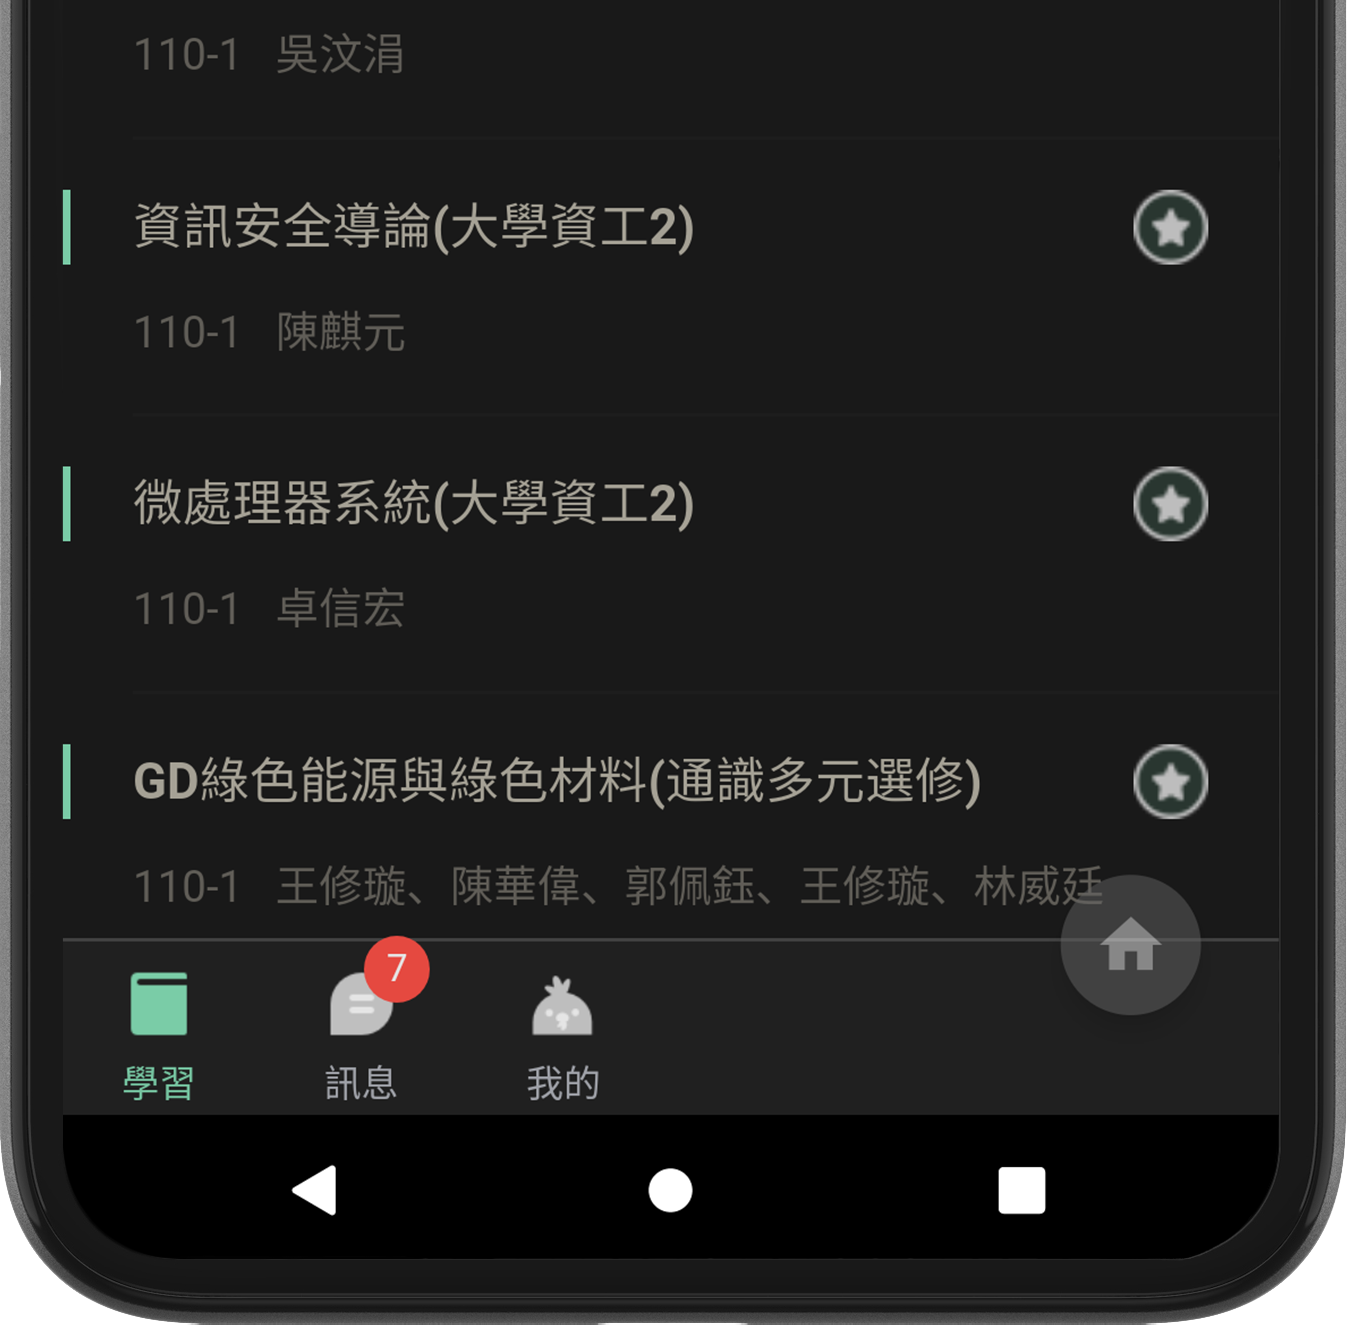 110-1 吳汶涓
資訊安全導論(大學資工2)
110-1 陳麒元
微處理器系統(大學資工2)
110-1 卓信宏
GD綠色能源與綠色材料(通識多元選修)
110-1 王修璇、陳華偉、郭佩鈺、王修璇、林威廷
7
學習 訊息 我的